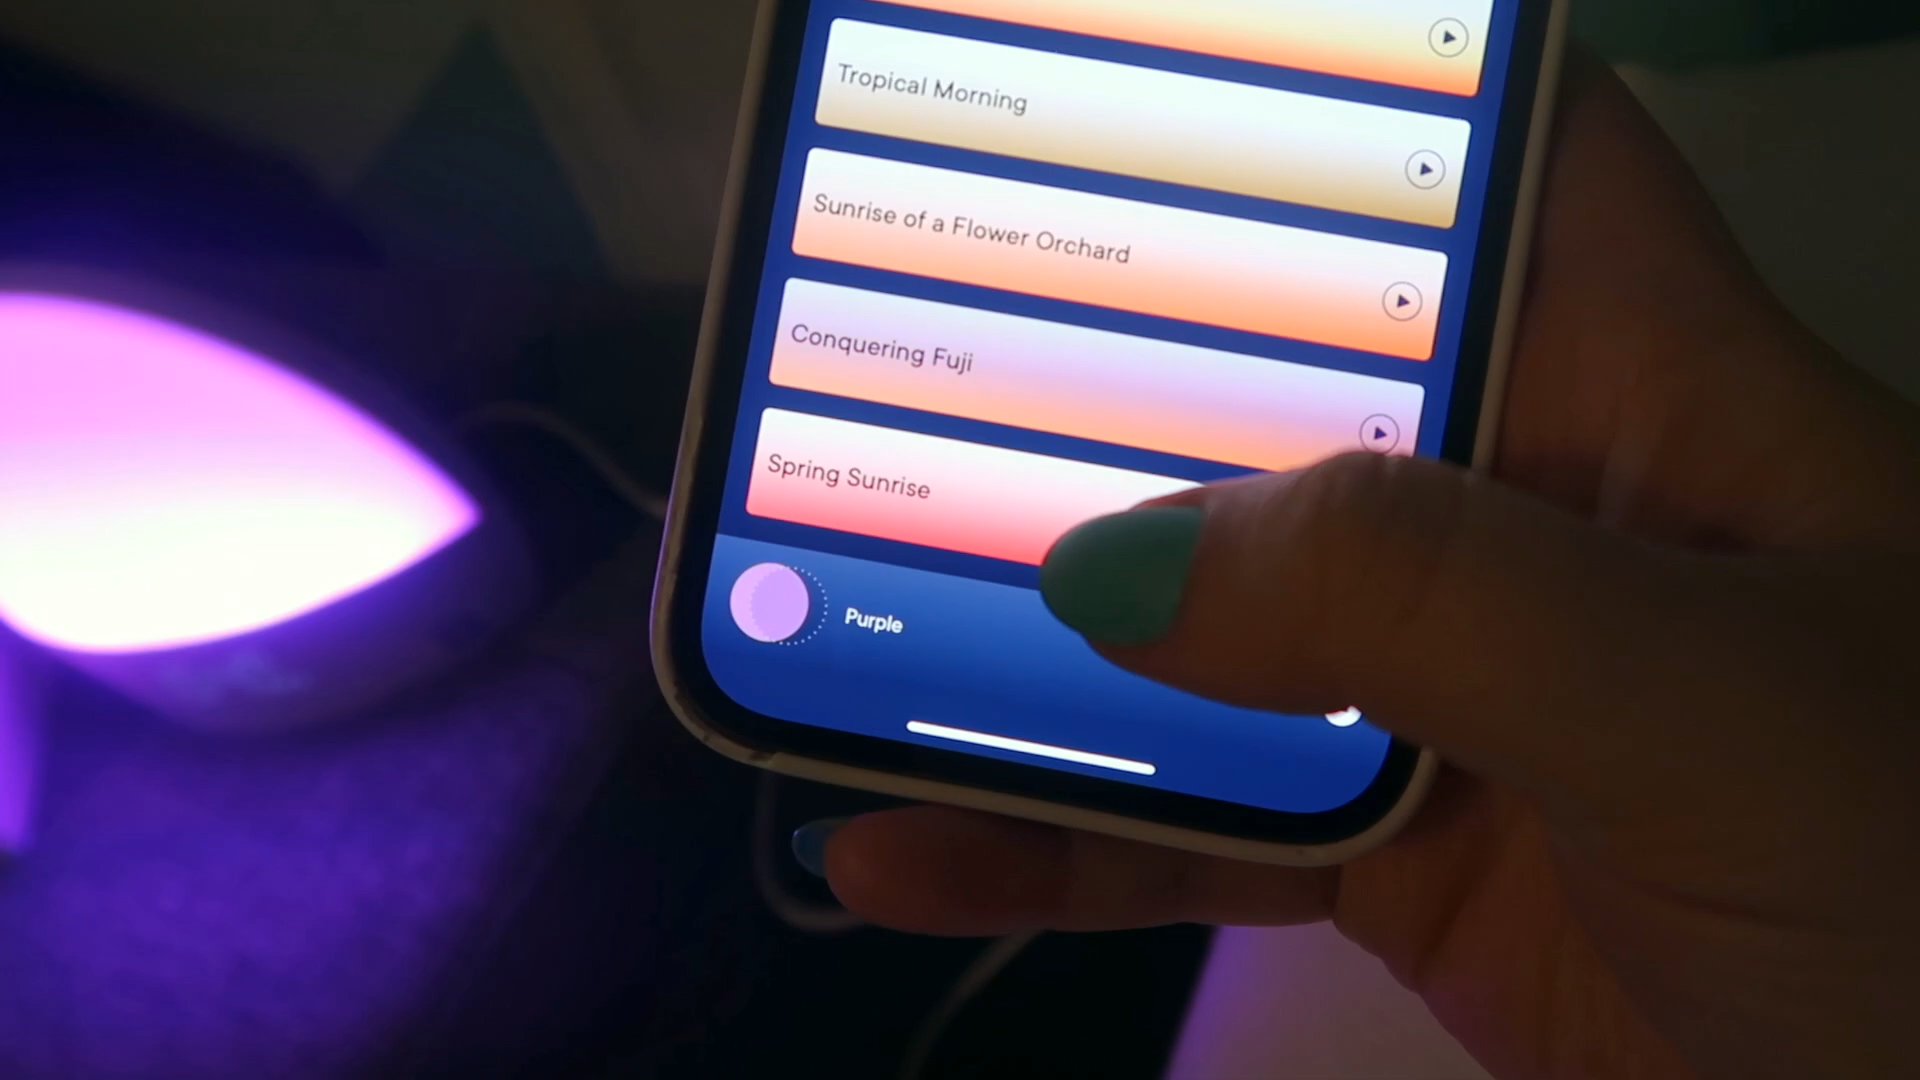 Tropical Morning
Sunrise of a Flower Orchard
Conquering Fuji
Spring Sunrise
Purple